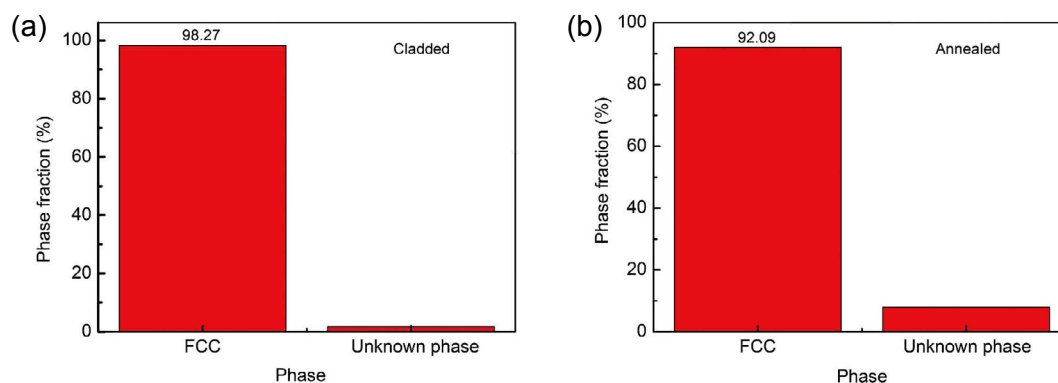 (a)
98.27
Cladded
100
80
60
40
20
0
Phase fraction (%)
FCC
Unknown phase
Phase
(b)
92.09
Annealed
100
80
60
40
20
0
Phase fraction (%)
FCC
Unknown phase
Phase